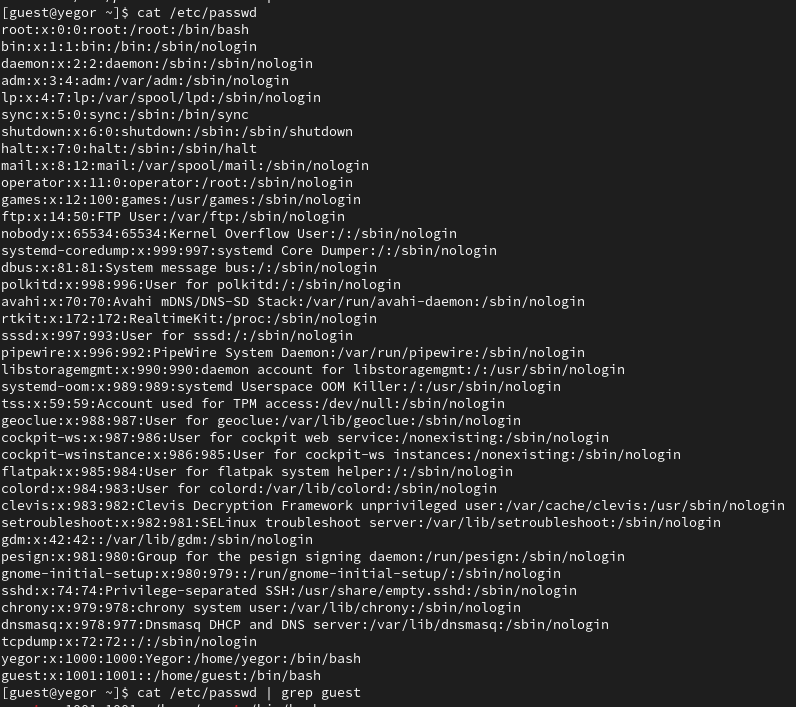 [guest@yegor ~]$ cat /etc/passwd
root:x:0:0:root:/root:/bin/bash
bin:x:1:1:bin:/bin:/sbin/nologin
daemon:x:2:2:daemon:/sbin:/sbin/nologin
adm:x:3:4:adm:/var/adm:/sbin/nologin
lp:x:4:7:lp:/var/spool/lpd:/sbin/nologin
sync:x:5:0:sync:/sbin:/bin/sync
shutdown:x:6:0:shutdown:/sbin:/sbin/shutdown
halt:x:7:0:halt:/sbin:/sbin/halt
mail:x:8:12:mail:/var/spool/mail:/sbin/nologin
operator:x:11:0:operator:/root:/sbin/nologin
games:x:12:100:games:/usr/games:/sbin/nologin
ftp:x:14:50:FTP User:/var/ftp:/sbin/nologin
nobody:x:65534:65534:Kernel Overflow User:/:/sbin/nologin
systemd-coredump:x:999:997:systemd Core Dumper:/:/sbin/nologin
dbus:x:81:81:System message bus:/:/sbin/nologin
polkitd:x:998:996:User for polkitd:/:/sbin/nologin
avahi:x:70:70:Avahi mDNS/DNS-SD Stack:/var/run/avahi-daemon:/sbin/nologin
rtkit:x:172:172:RealtimeKit:/proc:/sbin/nologin
sssd:x:997:993:User for sssd:/:/sbin/nologin
pipewire:x:996:992:PipeWire System Daemon:/var/run/pipewire:/sbin/nologin
libstoragemgmt:x:990:990:daemon account for libstoragemgmt:/:/usr/sbin/nologin
systemd-oom:x:989:989:systemd Userspace OOM Killer:/:/usr/sbin/nologin
tss:x:59:59:Account used for TPM access:/dev/null:/sbin/nologin
geoclue:x:988:987:User for geoclue:/var/lib/geoclue:/sbin/nologin
cockpit-ws:x:987:986:User for cockpit web service:/nonexisting:/sbin/nologin
cockpit-wsinstance:x:986:985:User for cockpit-ws instances:/nonexisting:/sbin/nologin
flatpak:x:985:984:User for flatpak system helper:/:/sbin/nologin
colord:x:984:983:User for colord:/var/lib/colord:/sbin/nologin
clevis:x:983:982:Clevis Decryption Framework unprivileged user:/var/cache/clevis:/usr/sbin/nologin
setroubleshoot:x:982:981:SELinux troubleshoot server:/var/lib/setroubleshoot:/sbin/nologin
gdm:x:42:42::/var/lib/gdm:/sbin/nologin
pesign:x:981:980:Group for the pesign signing daemon:/run/pesign:/sbin/nologin
gnome-initial-setup:x:980:979::/run/gnome-initial-setup/:/sbin/nologin
sshd:x:74:74:Privilege-separated SSH:/usr/share/empty.sshd:/sbin/nologin
chrony:x:979:978:chrony system user:/var/lib/chrony:/sbin/nologin
dnsmasq:x:978:977:Dnsmasq DHCP and DNS server:/var/lib/dnsmasq:/sbin/nologin
tcpdump:x:72:72::/:/sbin/nologin
yegor:x:1000:1000:Yegor:/home/yegor:/bin/bash
guest:x:1001:1001::/home/guest:/bin/bash
[guest@yegor ~]$ cat /etc/passwd | grep guest